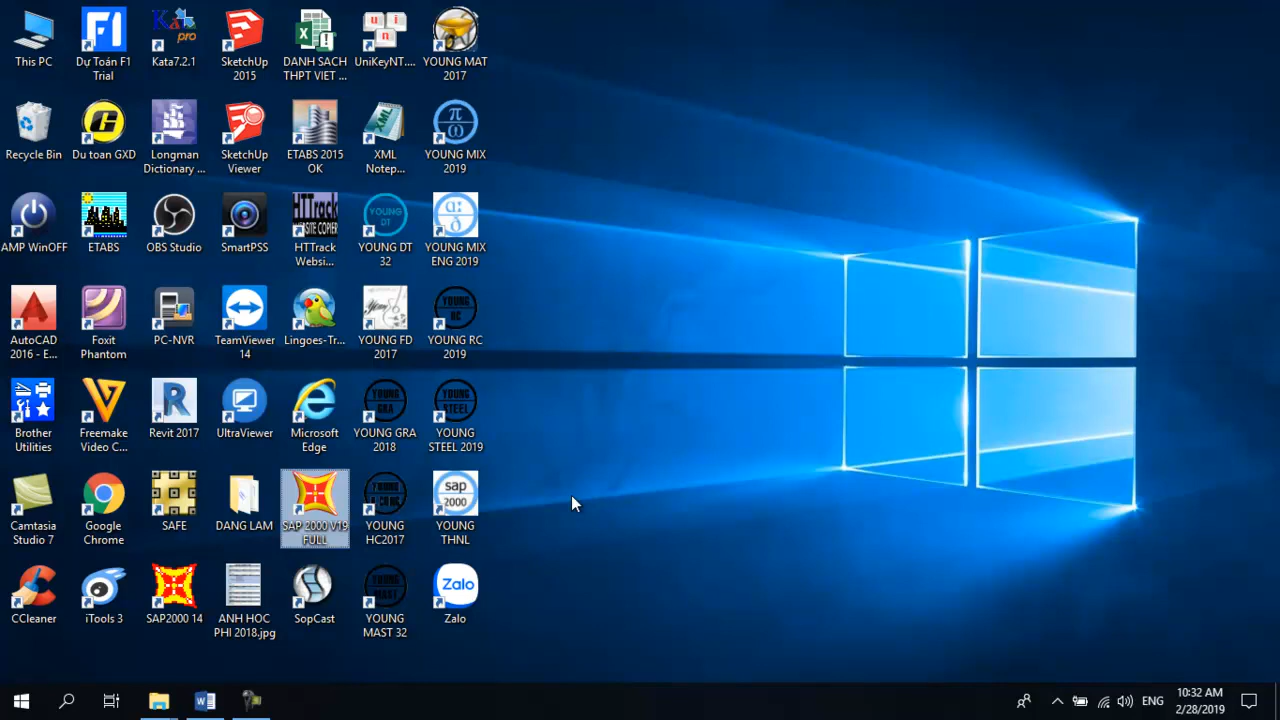 This PC
Dự Toán F1
Trial
Kata7.2.1
SketchUp
2015
DANH SACH
THPT VIET ...
UniKeyNT....
YOUNG MAT
2017
Recycle Bin
Du toan GXD
Longman
Dictionary ...
SketchUp
Viewer
ETABS 2015
OK
XML
Notep...
YOUNG MIX
2019
AMP WinOFF
ETABS
OBS Studio
SmartPSS
HTTrack
Websi...
YOUNG DT
32
YOUNG MIX
ENG 2019
AutoCAD
2016 - E...
Foxit
Phantom
PC-NVR
TeamViewer
14
Lingoes-Tr...
YOUNG FD
2017
YOUNG RC
2019
Brother
Utilities
Freemake
Video C...
Revit 2017
UltraViewer
Microsoft
Edge
YOUNG GRA
2018
YOUNG
STEEL 2019
Camtasia
Studio 7
Google
Chrome
SAFE
DANG LAM
SAP 2000 V19
FULL
YOUNG
HC2017
sap
2000
YOUNG
THNL
CCleaner
iTools 3
SAP2000 14
ANH HOC
PHI 2018.jpg
SopCast
YOUNG
MAST 32
Zalo
Zalo
ENG
10:32 AM
2/28/2019